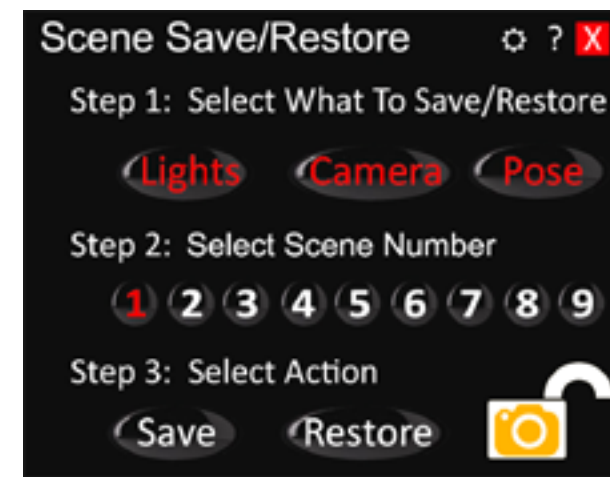 Scene Save/Restore ? X
Step 1: Select What To Save/Restore
Lights Camera Pose
Step 2: Select Scene Number
1 2 3 4 5 6 7 8 9
Step 3: Select Action
Save Restore